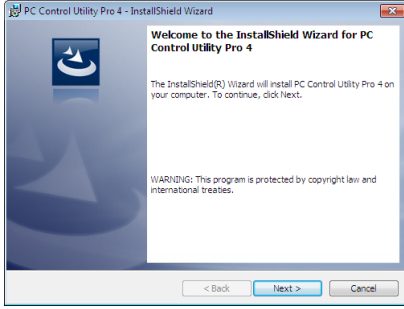 PC Control Utility Pro 4 - InstallShield Wizard
Welcome to the InstallShield Wizard for PC
Control Utility Pro 4
The InstallShield(R) Wizard will install PC Control Utility Pro 4 on
your computer. To continue, click Next.
WARNING: This program is protected by copyright law and
international treaties.
< Back Next > Cancel